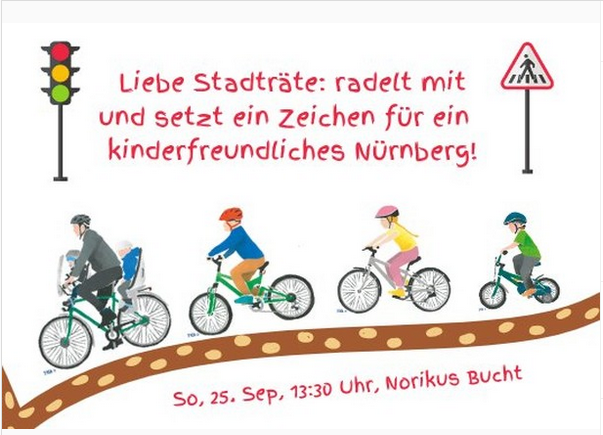 Liebe Stadträte: radelt mit
und setzt ein Zeichen für ein
kinderfreundliches Nürnberg!
So, 25. Sep, 13:30 Uhr, Norikus Bucht